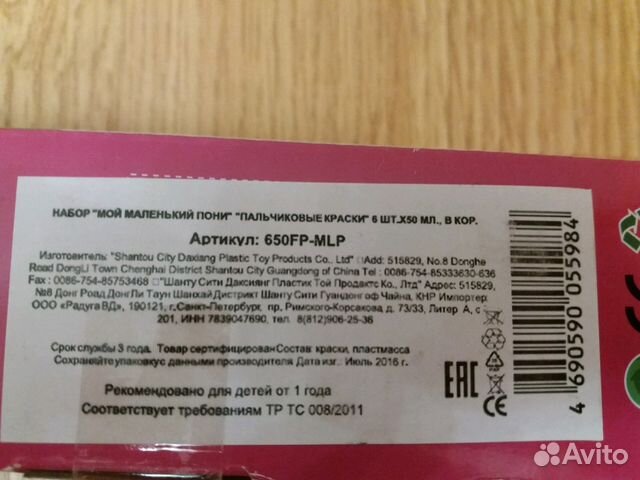 НАБОР "МОЙ МАЛЕНЬКИЙ ПОНИ" "ПАЛЬЧИКОВЫЕ КРАСКИ" 6 ШТ.Х50 МЛ., В КОР.
Артикул: 650FP-MLP
Изготовитель: "Shantou City Daxiang Plastic Toy Products Co., Ltd" □Add: 515829, No.8 Donghe
Road DongLi Town Chenghai District Shantou City Guangdong of China Tel : 0086-754-85333630-636
Fax : 0086-754-85753468 □"Шанту Сити Даксиянг Пластик Той Продактс Ко., Лтд" Адрес: 515829,
№8 Донг Роад ДонгЛи Таун Шанхай Дистрикт Шанту Сити Гуандонг оф Чайна, КНР Импортер:
ООО «Радуга ВД», 190121, г.Санкт-Петербург, пр. Римского-Корсакова д. 73/33, Литер А, с
201, ИНН 7839047690, тел. 8(812)906-25-36
Срок службы 3 года. Товар сертифицирован Состав: краски, пластмасса
Сохраняйте упаковку с данными производителя Дата изг. Июль 2016 г.
Рекомендовано для детей от 1 года
Соответствует требованиям ТР ТС 008/2011
EAC
CE
4 690590 055984
Avito